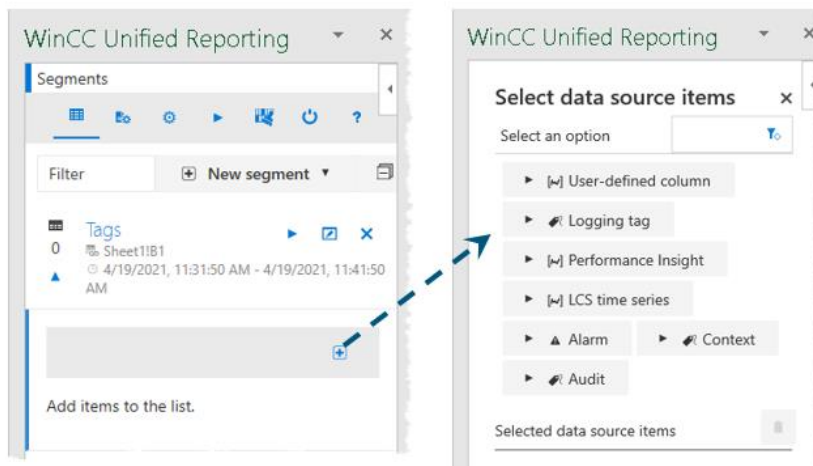 WinCC Unified Reporting
Segments
?
Filter
New segment
Tags
0
Sheet1!B1
4/19/2021, 11:31:50 AM - 4/19/2021, 11:41:50
AM
Add items to the list.
WinCC Unified Reporting
Select data source items
Select an option
User-defined column
Logging tag
Performance Insight
LCS time series
Alarm
Context
Audit
Selected data source items